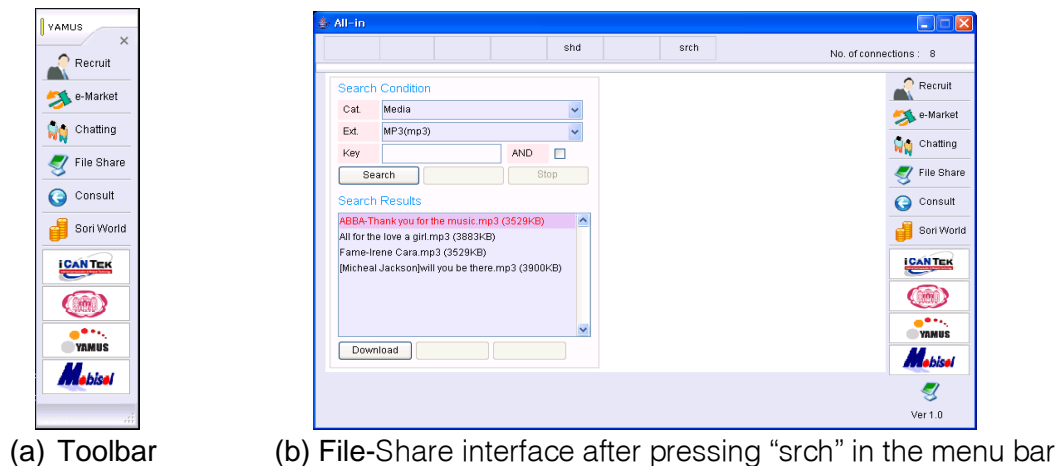 YAMUS
Recruit
e-Market
Chatting
File Share
Consult
Sori World
iCANTEK
YAMUS
Mobisol
(a) Toolbar
All-in
shd srch No. of connections : 8
Search Condition
Cat. Media
Ext. MP3(mp3)
Key AND
Search Stop
Search Results
ABBA-Thank you for the music.mp3 (3529KB)
All for the love a girl.mp3 (3883KB)
Fame-Irene Cara.mp3 (3529KB)
[Micheal Jackson]will you be there.mp3 (3900KB)
Download
Recruit
e-Market
Chatting
File Share
Consult
Sori World
iCANTEK
YAMUS
Mobisol
Ver 1.0
(b) File-Share interface after pressing “srch” in the menu bar